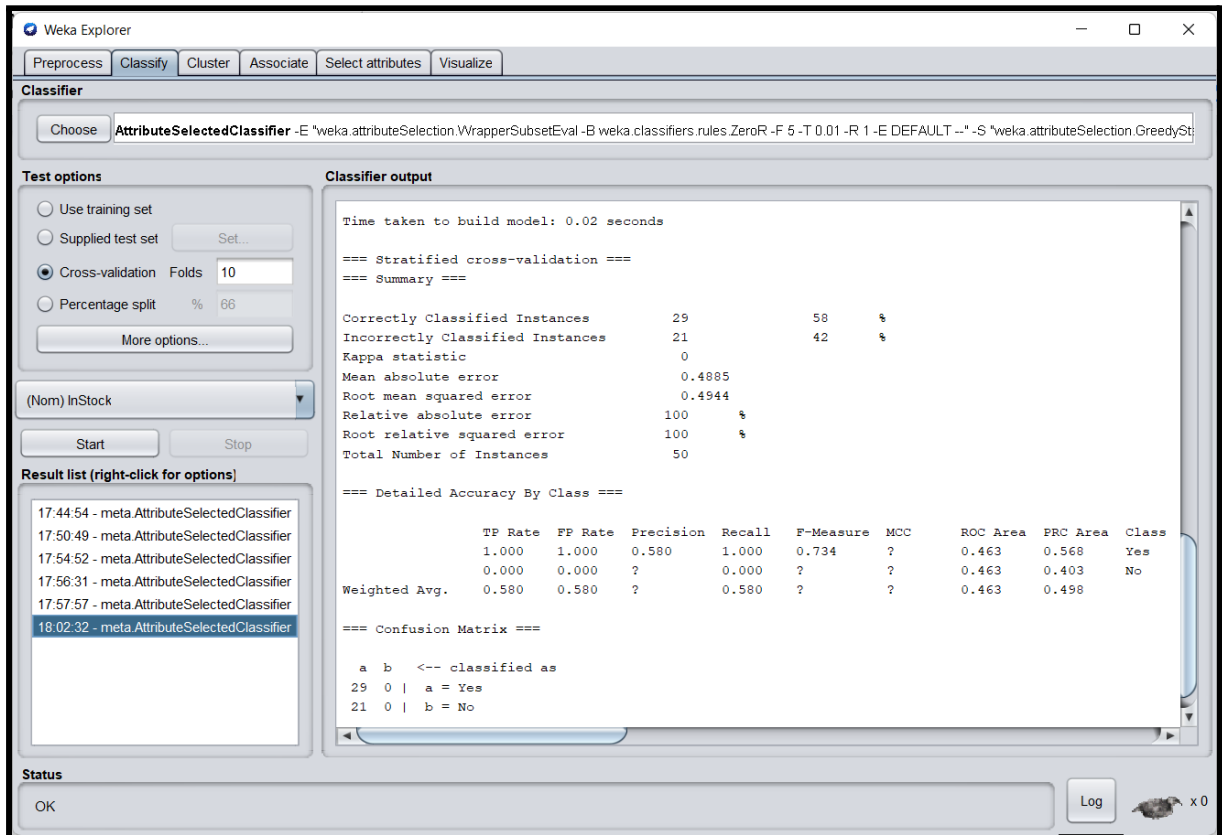 Weka Explorer
Preprocess Classify Cluster Associate Select attributes Visualize
Classifier
Choose AttributeSelectedClassifier -E "weka.attributeSelection.WrapperSubsetEval -B weka.classifiers.rules.ZeroR -F 5 -T 0.01 -R 1 -E DEFAULT --" -S "weka.attributeSelection.GreedySt
Test options
Use training set
Supplied test set Set...
Cross-validation Folds 10
Percentage split % 66
More options...
(Nom) InStock
Start Stop
Result list (right-click for options)
17:44:54 - meta.AttributeSelectedClassifier
17:50:49 - meta.AttributeSelectedClassifier
17:54:52 - meta.AttributeSelectedClassifier
17:56:31 - meta.AttributeSelectedClassifier
17:57:57 - meta.AttributeSelectedClassifier
18:02:32 - meta.AttributeSelectedClassifier
Classifier output
Time taken to build model: 0.02 seconds
=== Stratified cross-validation ===
=== Summary ===
Correctly Classified Instances 29 58 %
Incorrectly Classified Instances 21 42 %
Kappa statistic 0
Mean absolute error 0.4885
Root mean squared error 0.4944
Relative absolute error 100 %
Root relative squared error 100 %
Total Number of Instances 50
=== Detailed Accuracy By Class ===
TP Rate FP Rate Precision Recall F-Measure MCC ROC Area PRC Area Class
1.000 1.000 0.580 1.000 0.734 ? 0.463 0.568 Yes
0.000 0.000 ? 0.000 ? ? 0.463 0.403 No
Weighted Avg. 0.580 0.580 ? 0.580 ? ? 0.463 0.498
=== Confusion Matrix ===
a b <-- classified as
29 0 | a = Yes
21 0 | b = No
Status
OK
Log x 0